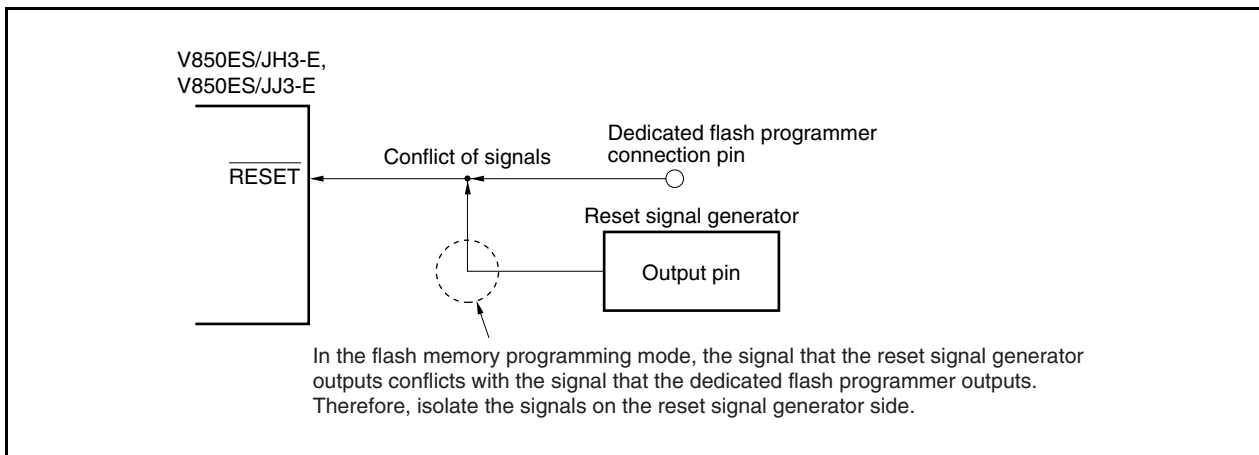 V850ES/JH3-E,
V850ES/JJ3-E
Dedicated flash programmer
connection pin
Conflict of signals
RESET
Reset signal generator
Output pin
In the flash memory programming mode, the signal that the reset signal generator
outputs conflicts with the signal that the dedicated flash programmer outputs.
Therefore, isolate the signals on the reset signal generator side.